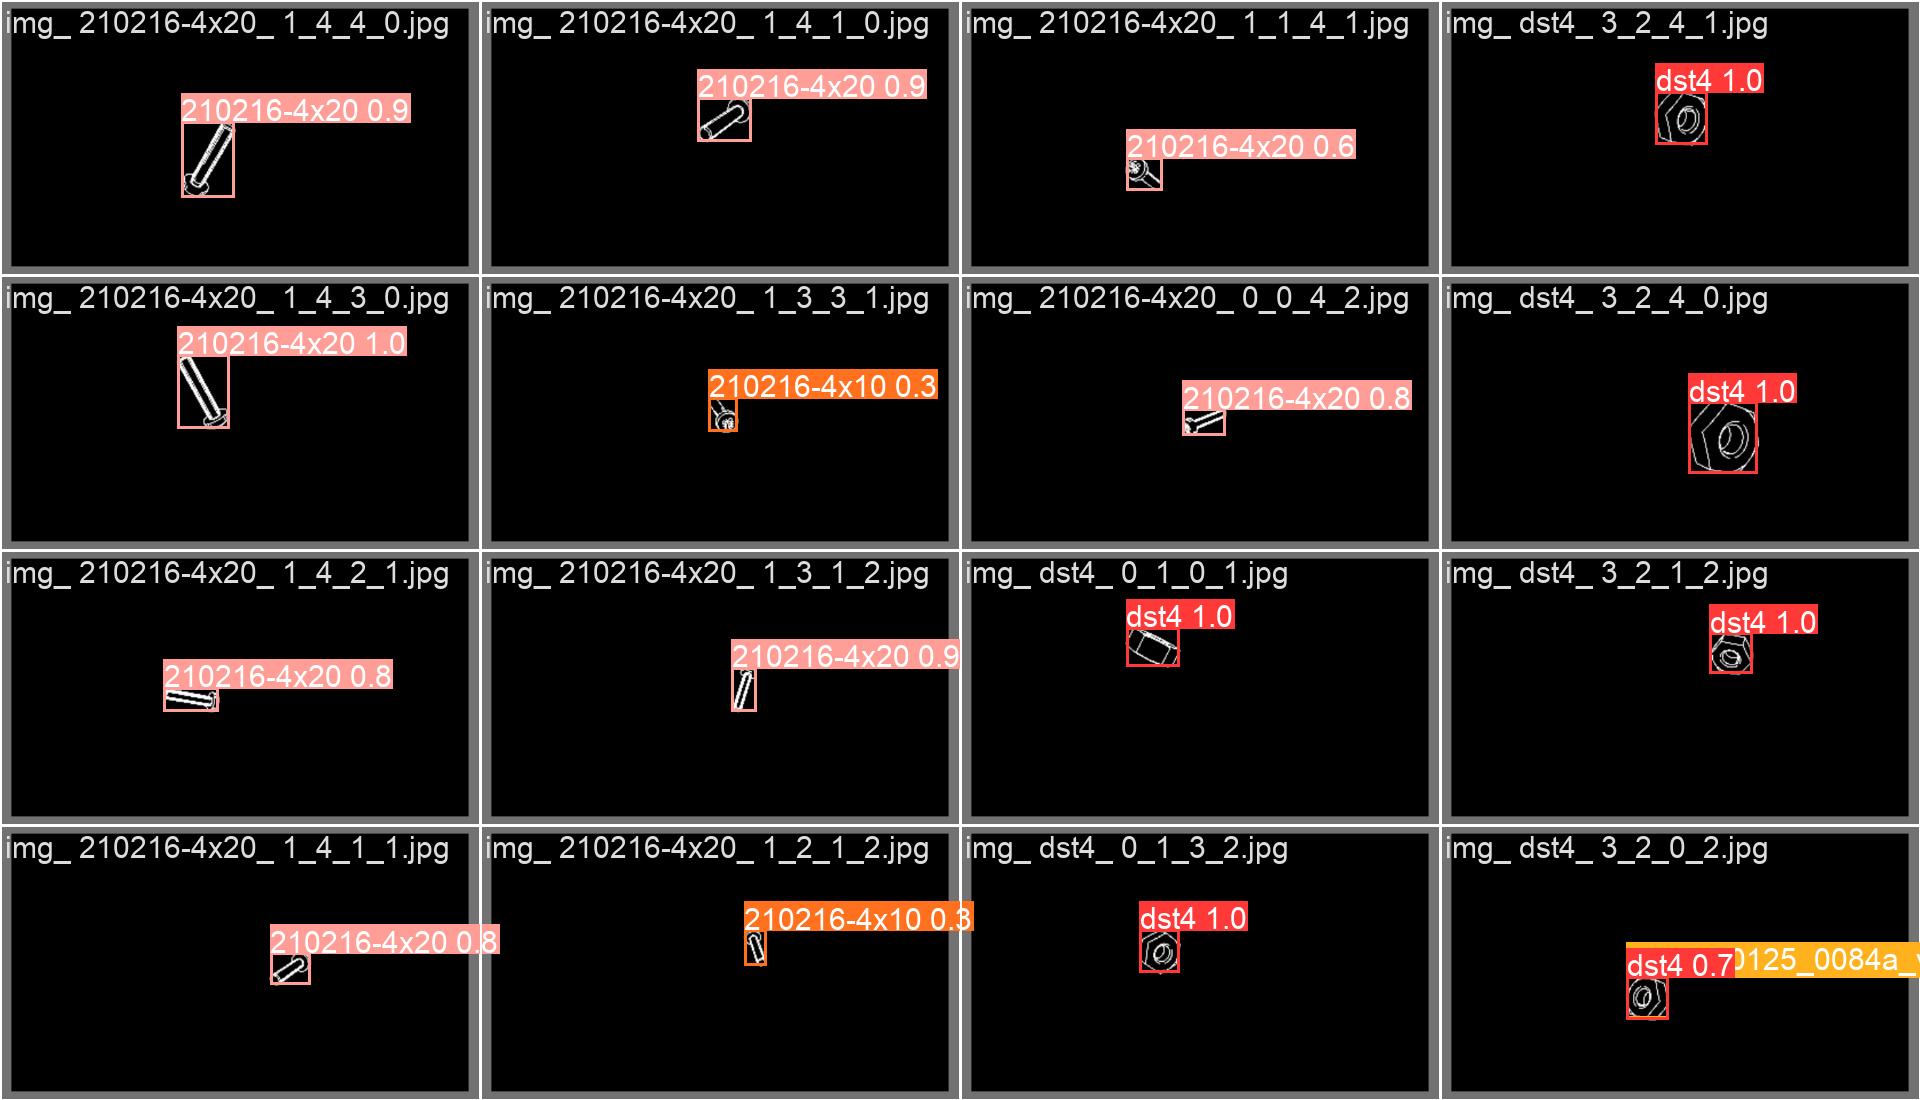 img_ 210216-4x20_ 1_4_4_0.jpg
210216-4x20 0.9
img_ 210216-4x20_ 1_4_1_0.jpg
210216-4x20 0.9
img_ 210216-4x20_ 1_1_4_1.jpg
210216-4x20 0.6
img_ dst4_ 3_2_4_1.jpg
dst4 1.0
img_ 210216-4x20_ 1_4_3_0.jpg
210216-4x20 1.0
img_ 210216-4x20_ 1_3_3_1.jpg
210216-4x10 0.3
img_ 210216-4x20_ 0_0_4_2.jpg
210216-4x20 0.8
img_ dst4_ 3_2_4_0.jpg
dst4 1.0
img_ 210216-4x20_ 1_4_2_1.jpg
210216-4x20 0.8
img_ 210216-4x20_ 1_3_1_2.jpg
210216-4x20 0.9
img_ dst4_ 0_1_0_1.jpg
dst4 1.0
img_ dst4_ 3_2_1_2.jpg
dst4 1.0
img_ 210216-4x20_ 1_4_1_1.jpg
210216-4x20 0.8
img_ 210216-4x20_ 1_2_1_2.jpg
210216-4x10 0.3
img_ dst4_ 0_1_3_2.jpg
dst4 1.0
img_ dst4_ 3_2_0_2.jpg
dst4 0.7
0125_0084a_